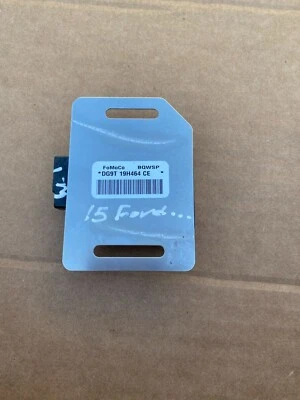 FoMoCo BQWSP
*DG9T 19H464 CE *
15 Ford...